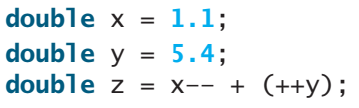 double x = 1.1;
double y = 5.4;
double z = x-- + (++y);